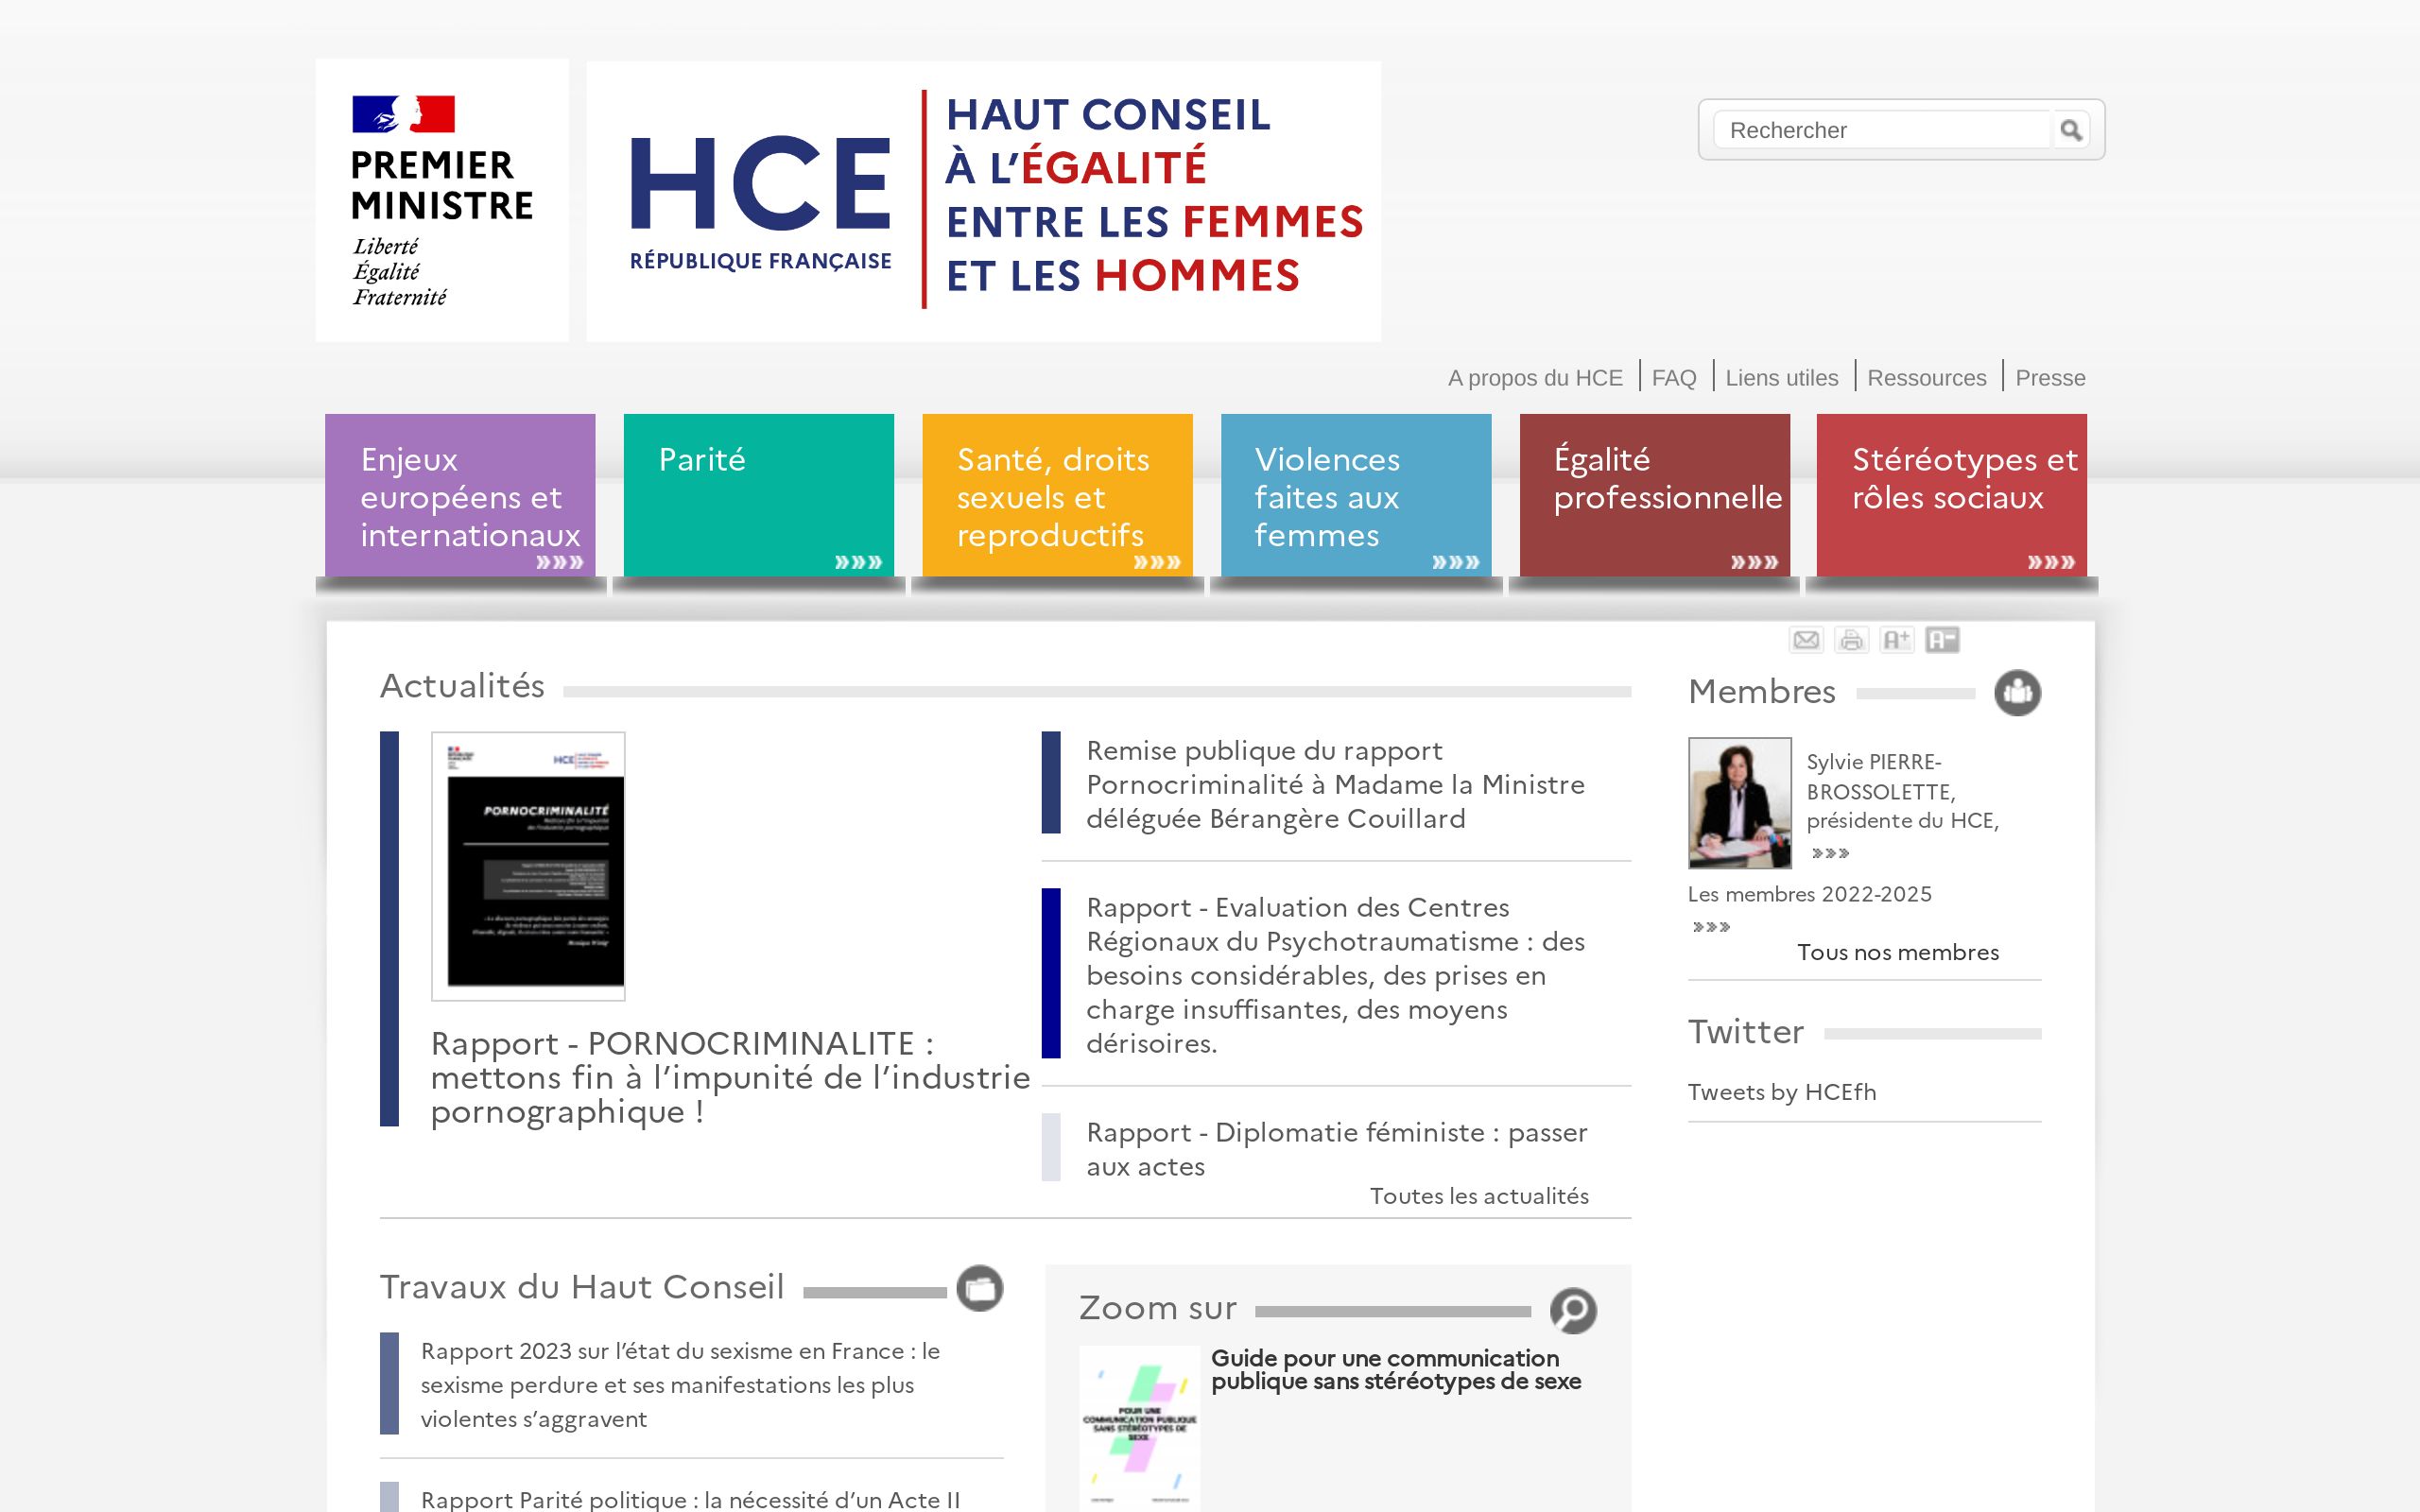 PREMIER
MINISTRE
Liberté
Égalité
Fraternité
HCE
RÉPUBLIQUE FRANÇAISE
HAUT CONSEIL
À L’ÉGALITÉ
ENTRE LES FEMMES
ET LES HOMMES
Rechercher
A propos du HCE
FAQ
Liens utiles
Ressources
Presse
Enjeux
européens et
internationaux
»»»
Parité
»»»
Santé, droits
sexuels et
reproductifs
»»»
Violences
faites aux
femmes
»»»
Égalité
professionnelle
»»»
Stéréotypes et
rôles sociaux
»»»
A+
A-
Actualités
HCE
PORNOCRIMINALITÉ
Rapport - PORNOCRIMINALITE :
mettons fin à l’impunité de l’industrie
pornographique !
Remise publique du rapport
Pornocriminalité à Madame la Ministre
déléguée Bérangère Couillard
Rapport - Evaluation des Centres
Régionaux du Psychotraumatisme : des
besoins considérables, des prises en
charge insuffisantes, des moyens
dérisoires.
Rapport - Diplomatie féministe : passer
aux actes
Toutes les actualités
Membres
Sylvie PIERRE-
BROSSOLETTE,
présidente du HCE,
»»»
Les membres 2022-2025
»»»
Tous nos membres
Twitter
Tweets by HCEfh
Travaux du Haut Conseil
Rapport 2023 sur l’état du sexisme en France : le
sexisme perdure et ses manifestations les plus
violentes s’aggravent
Rapport Parité politique : la nécessité d’un Acte II
Zoom sur
POUR UNE
COMMUNICATION PUBLIQUE
SANS STÉRÉOTYPES DE
SEXE
Guide pour une communication
publique sans stéréotypes de sexe